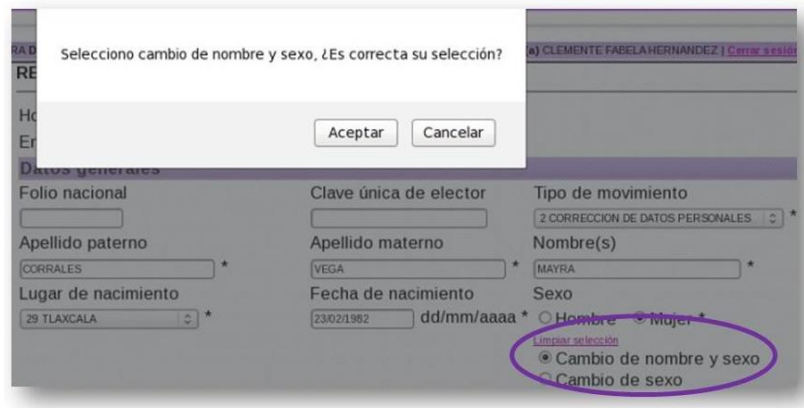 Selecciono cambio de nombre y sexo, ¿Es correcta su selección?
Aceptar Cancelar
RA D (a) CLEMENTE FABELA HERNANDEZ | Cerrar sesión
RE
Ho
En
Datos generales
Folio nacional Clave única de elector Tipo de movimiento
2 CORRECCION DE DATOS PERSONALES *
Apellido paterno Apellido materno Nombre(s)
CORRALES * VEGA * MAYRA *
Lugar de nacimiento Fecha de nacimiento Sexo
29 TLAXCALA * 23/02/1982 dd/mm/aaaa * Hombre Mujer *
Limpiar selección
Cambio de nombre y sexo
Cambio de sexo